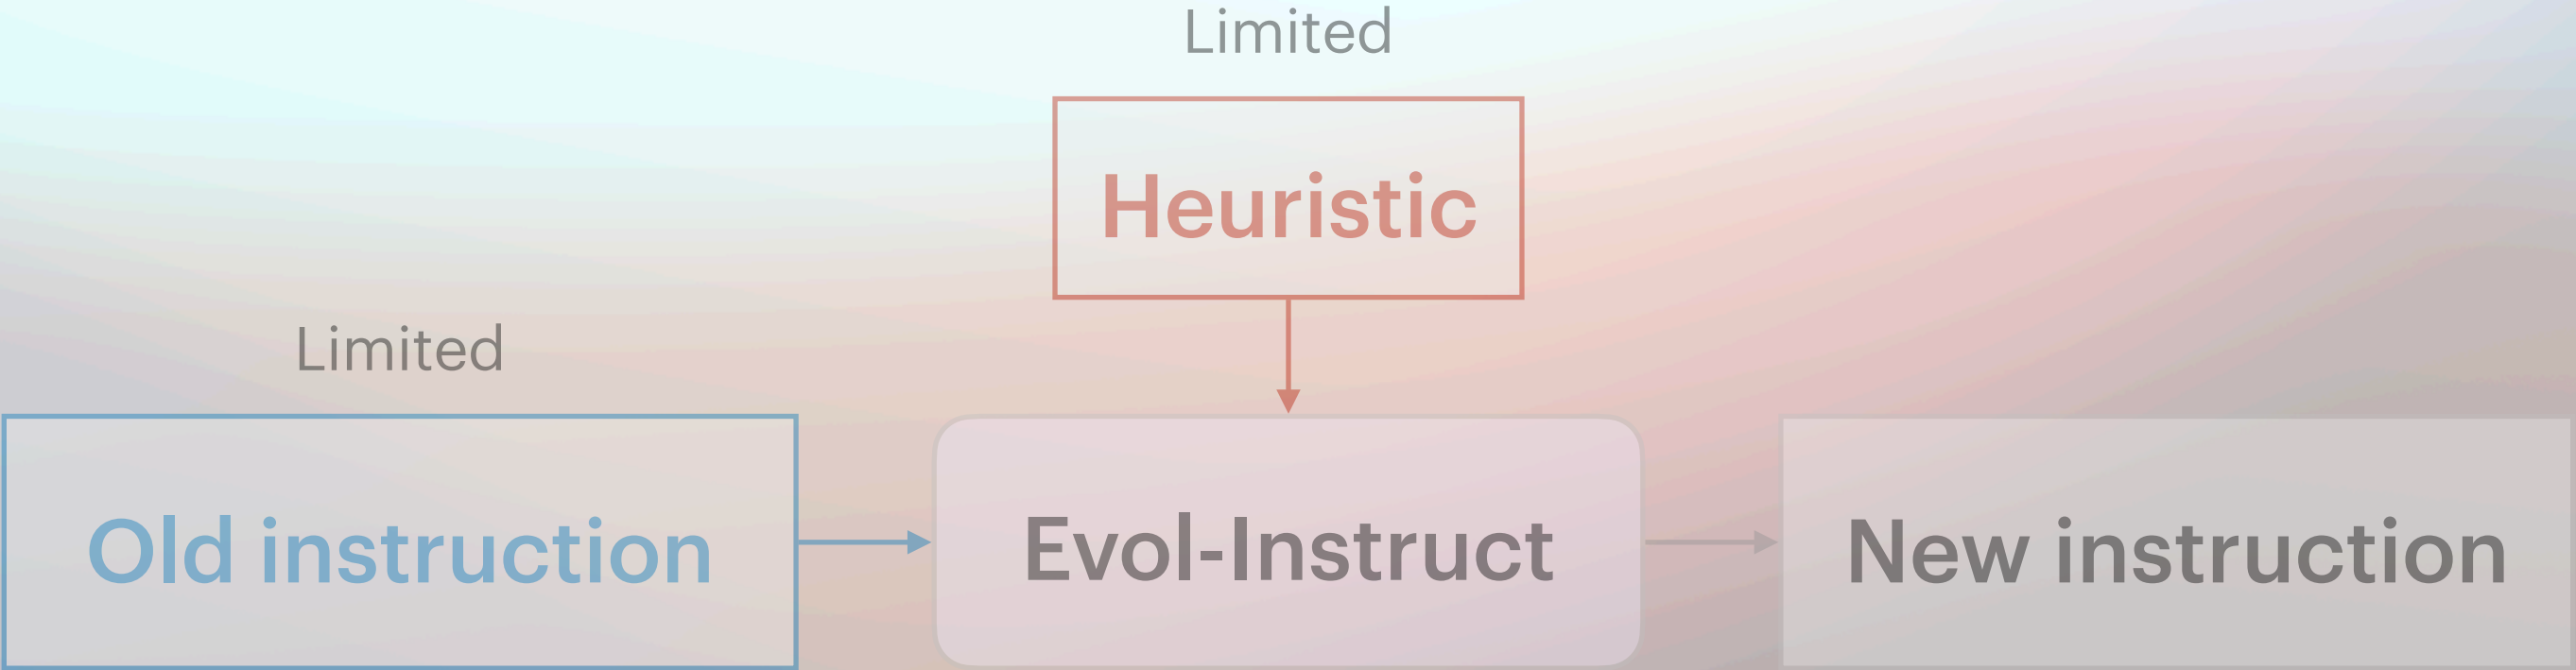 Limited
Heuristic
Limited
Old instruction
Evol-Instruct
New instruction